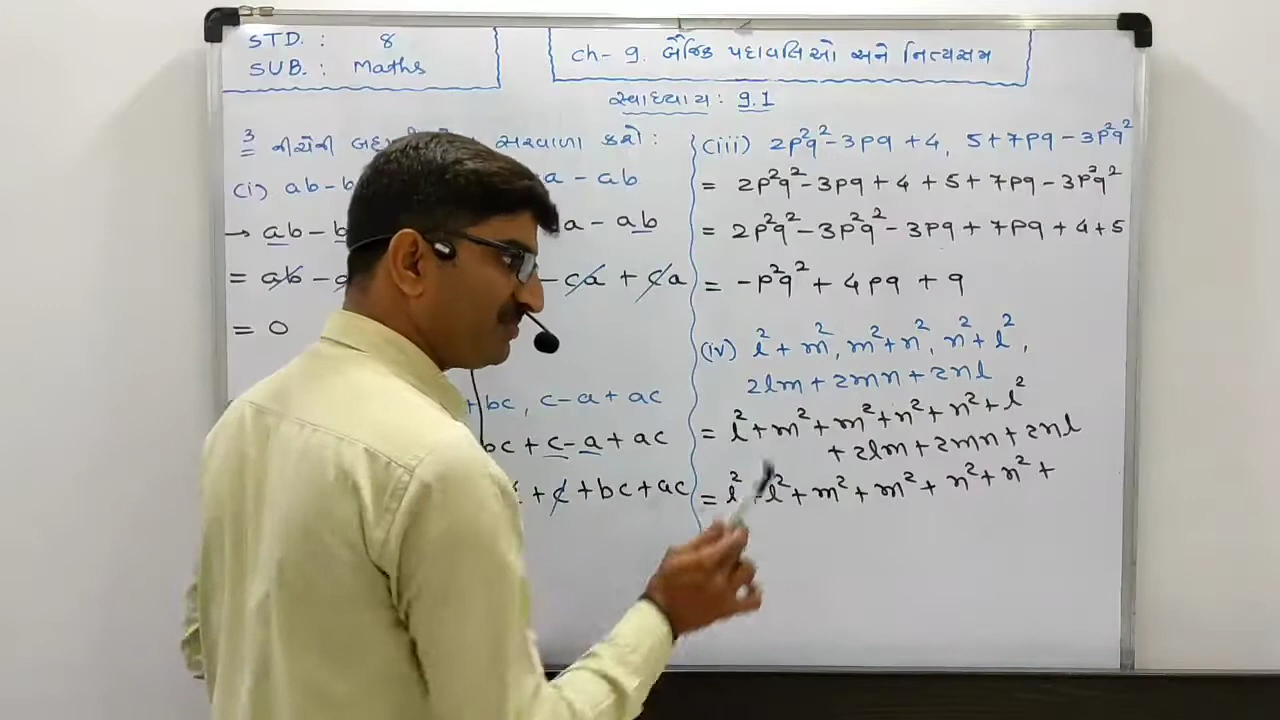 STD. : 8
SUB. : Maths
ch- 9. બૈજિક પદાવલિઓ અને નિત્યસમ
સ્વાધ્યાય : 9.1
3 નીચેની સરવાળા કરો :
(i) ab - b a - ab
→ ab - b a - ab
= ab - - ca + ca
= 0
+ bc, c - a + ac
bc + c - a + ac
+ c + bc + ac
(iii) 2p²q² - 3pq + 4, 5 + 7pq - 3p²q²
= 2p²q² - 3pq + 4 + 5 + 7pq - 3p²q²
= 2p²q² - 3p²q² - 3pq + 7pq + 4 + 5
= -p²q² + 4pq + 9
(iv) l² + m², m² + n², n² + l²,
2lm + 2mn + 2nl
= l² + m² + m² + n² + n² + l²
+ 2lm + 2mn + 2nl
= l² + l² + m² + m² + n² + n² +